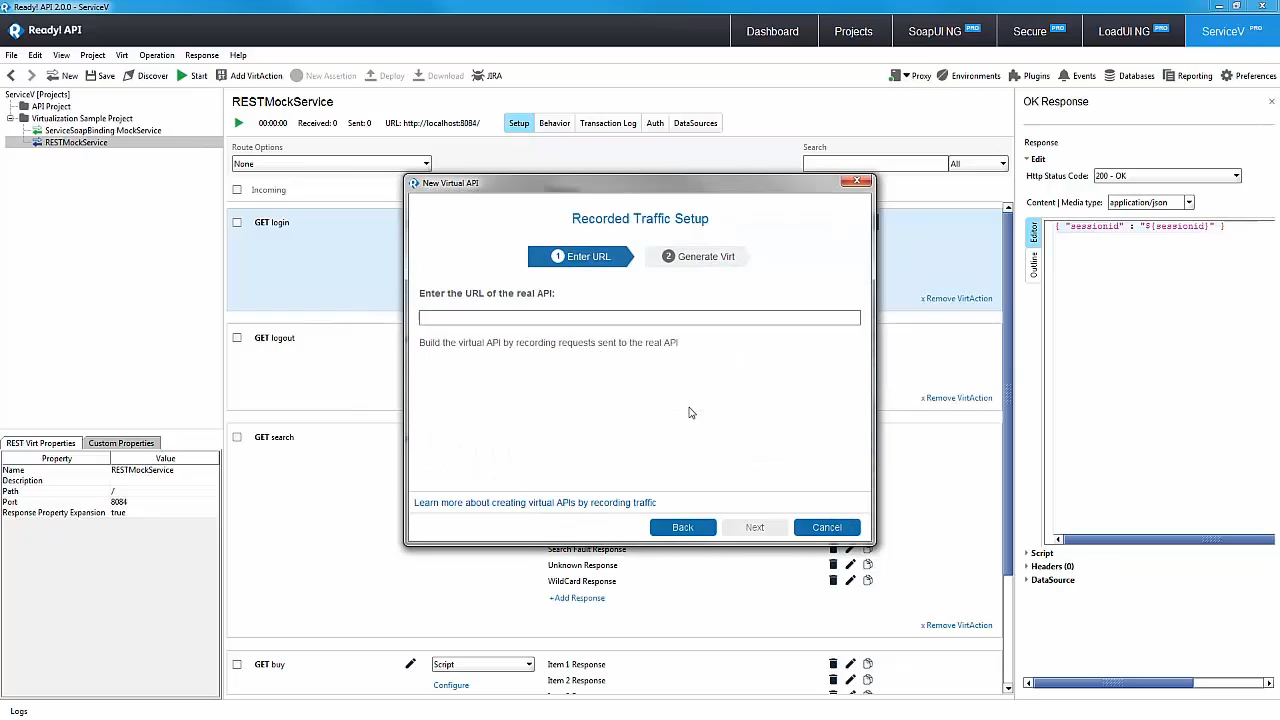 Ready! API 2.0.0 - ServiceV
Ready! API
Dashboard
Projects
SoapUI NG PRO
Secure PRO
LoadUI NG PRO
ServiceV PRO
File Edit View Project Virt Operation Response Help
New Save Discover Start Add VirtAction New Assertion Deploy Download JIRA
Proxy Environments Plugins Events Databases Reporting Preferences
ServiceV [Projects]
API Project
Virtualization Sample Project
ServiceSoapBinding MockService
RESTMockService
REST Virt Properties Custom Properties
Property Value
Name RESTMockService
Description
Path /
Port 8084
Response Property Expansion true
Logs
RESTMockService
00:00:00 Received: 0 Sent: 0 URL: http://localhost:8084/
Setup Behavior Transaction Log Auth DataSources
Route Options
None
Search
All
Incoming
GET login
x Remove VirtAction
GET logout
x Remove VirtAction
GET search
Search Fault Response
Unknown Response
WildCard Response
+Add Response
x Remove VirtAction
GET buy
Script
Configure
Item 1 Response
Item 2 Response
New Virtual API
Recorded Traffic Setup
1 Enter URL
2 Generate Virt
Enter the URL of the real API:
Build the virtual API by recording requests sent to the real API
Learn more about creating virtual APIs by recording traffic
Back Next Cancel
OK Response
Response
Edit
Http Status Code: 200 - OK
Content | Media type: application/json
Editor
Outline
{ "sessionid" : "${sessionid}" }
Script
Headers (0)
DataSource